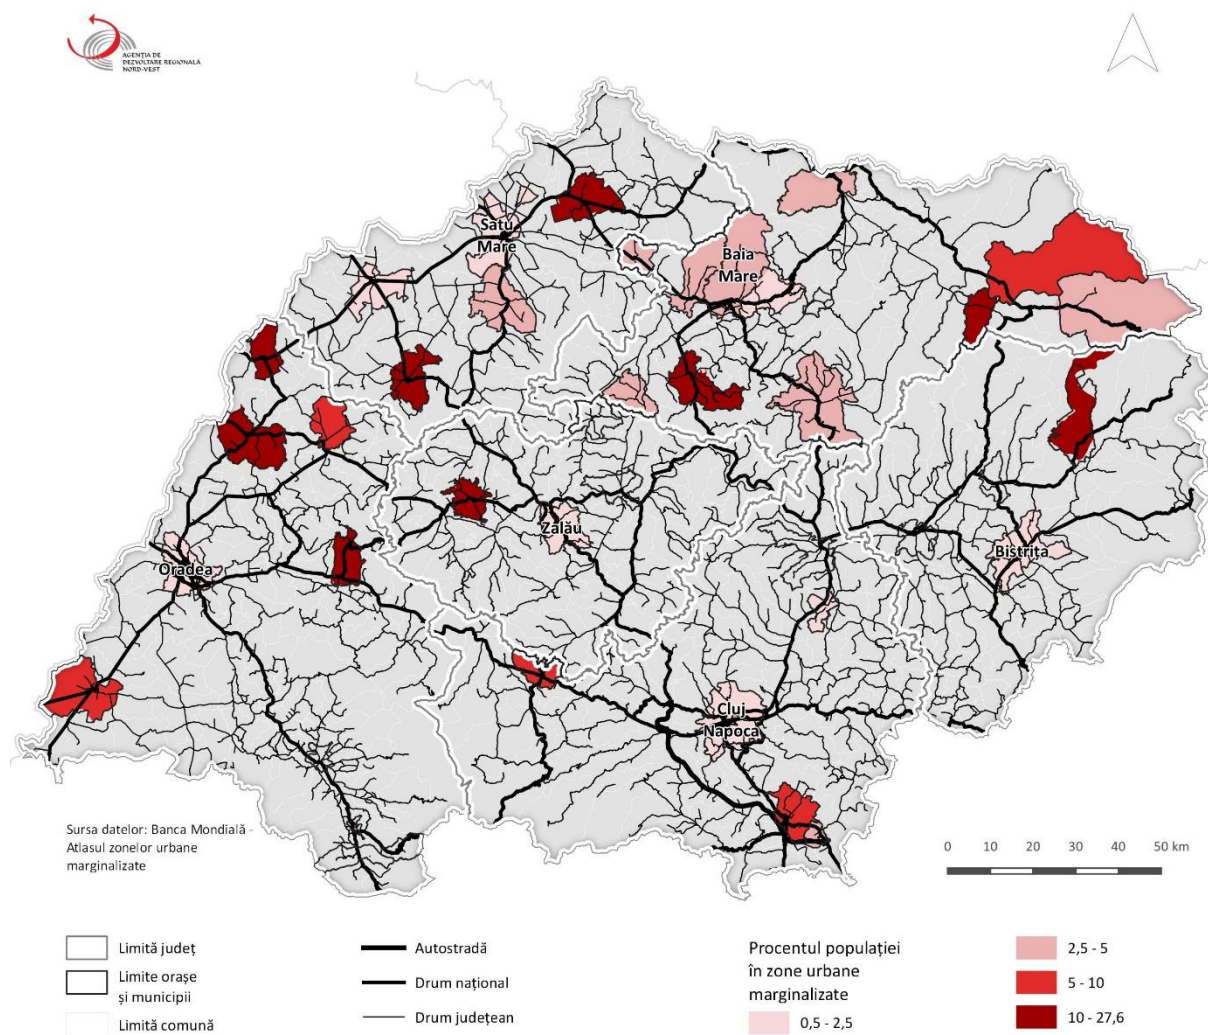 AGENȚIA DE
DEZVOLTARE REGIONALĂ
NORD-VEST
Satu
Mare
Baia
Mare
Zalău
Bistrița
Oradea
Cluj
Napoca
Sursa datelor: Banca Mondială -
Atlasul zonelor urbane
marginalizate
0 10 20 30 40 50 km
Limită județ
Limite orașe
și municipii
Limită comună
Autostradă
Drum național
Drum județean
Procentul populației
în zone urbane
marginalizate
0,5 - 2,5
2,5 - 5
5 - 10
10 - 27,6